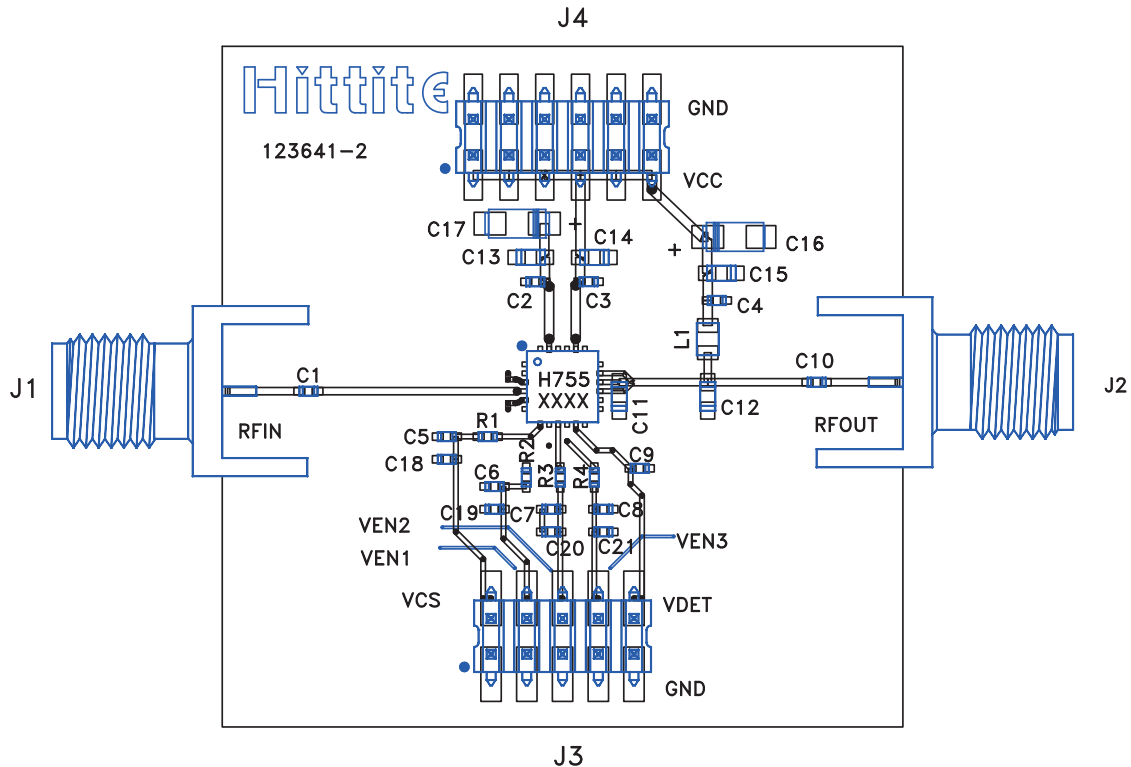 J4
Hittite
GND
123641-2
VCC
C17
+
C14
C16
C13
+
C15
C2
C3
C4
L1
H755
XXXX
C1
C10
J1
J2
C11
C12
RFIN
RFOUT
R1
C5
R2
C18
R3
R4
C9
C6
C19
C7
C8
VEN2
C20
C21
VEN3
VEN1
VCS
VDET
GND
J3